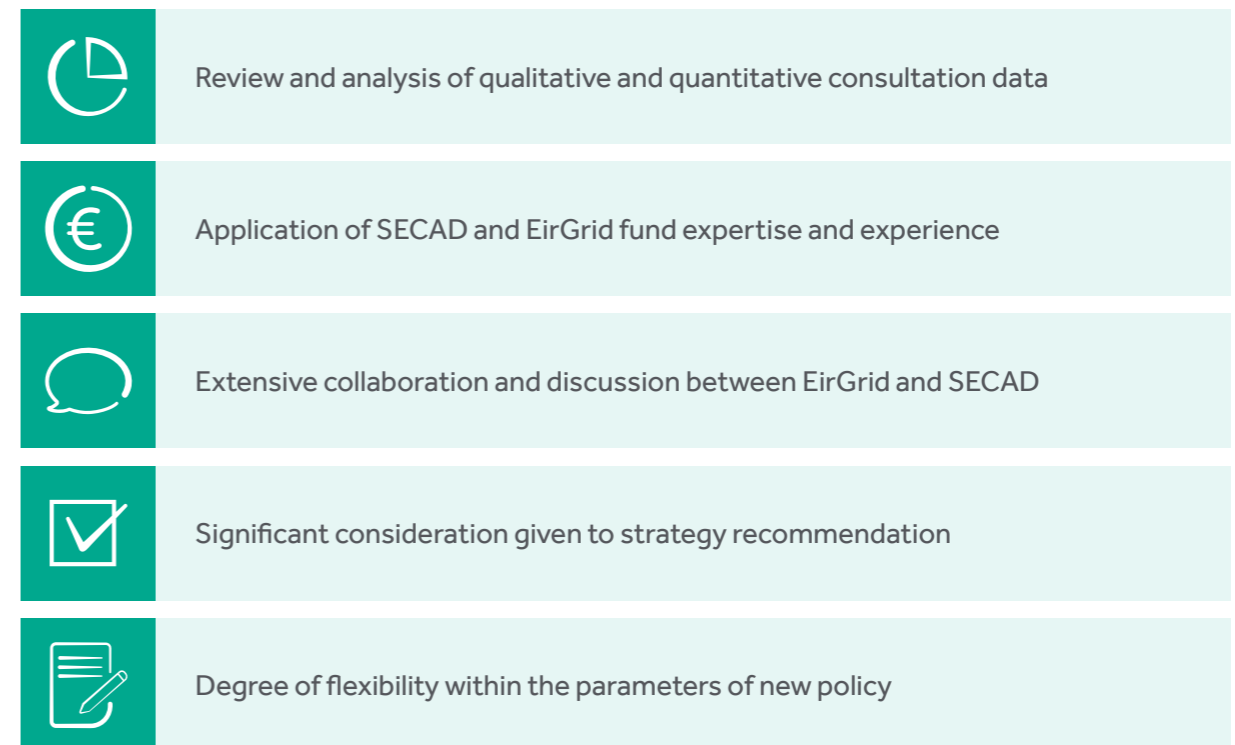 Review and analysis of qualitative and quantitative consultation data
€
Application of SECAD and EirGrid fund expertise and experience
Extensive collaboration and discussion between EirGrid and SECAD
Significant consideration given to strategy recommendation
Degree of flexibility within the parameters of new policy